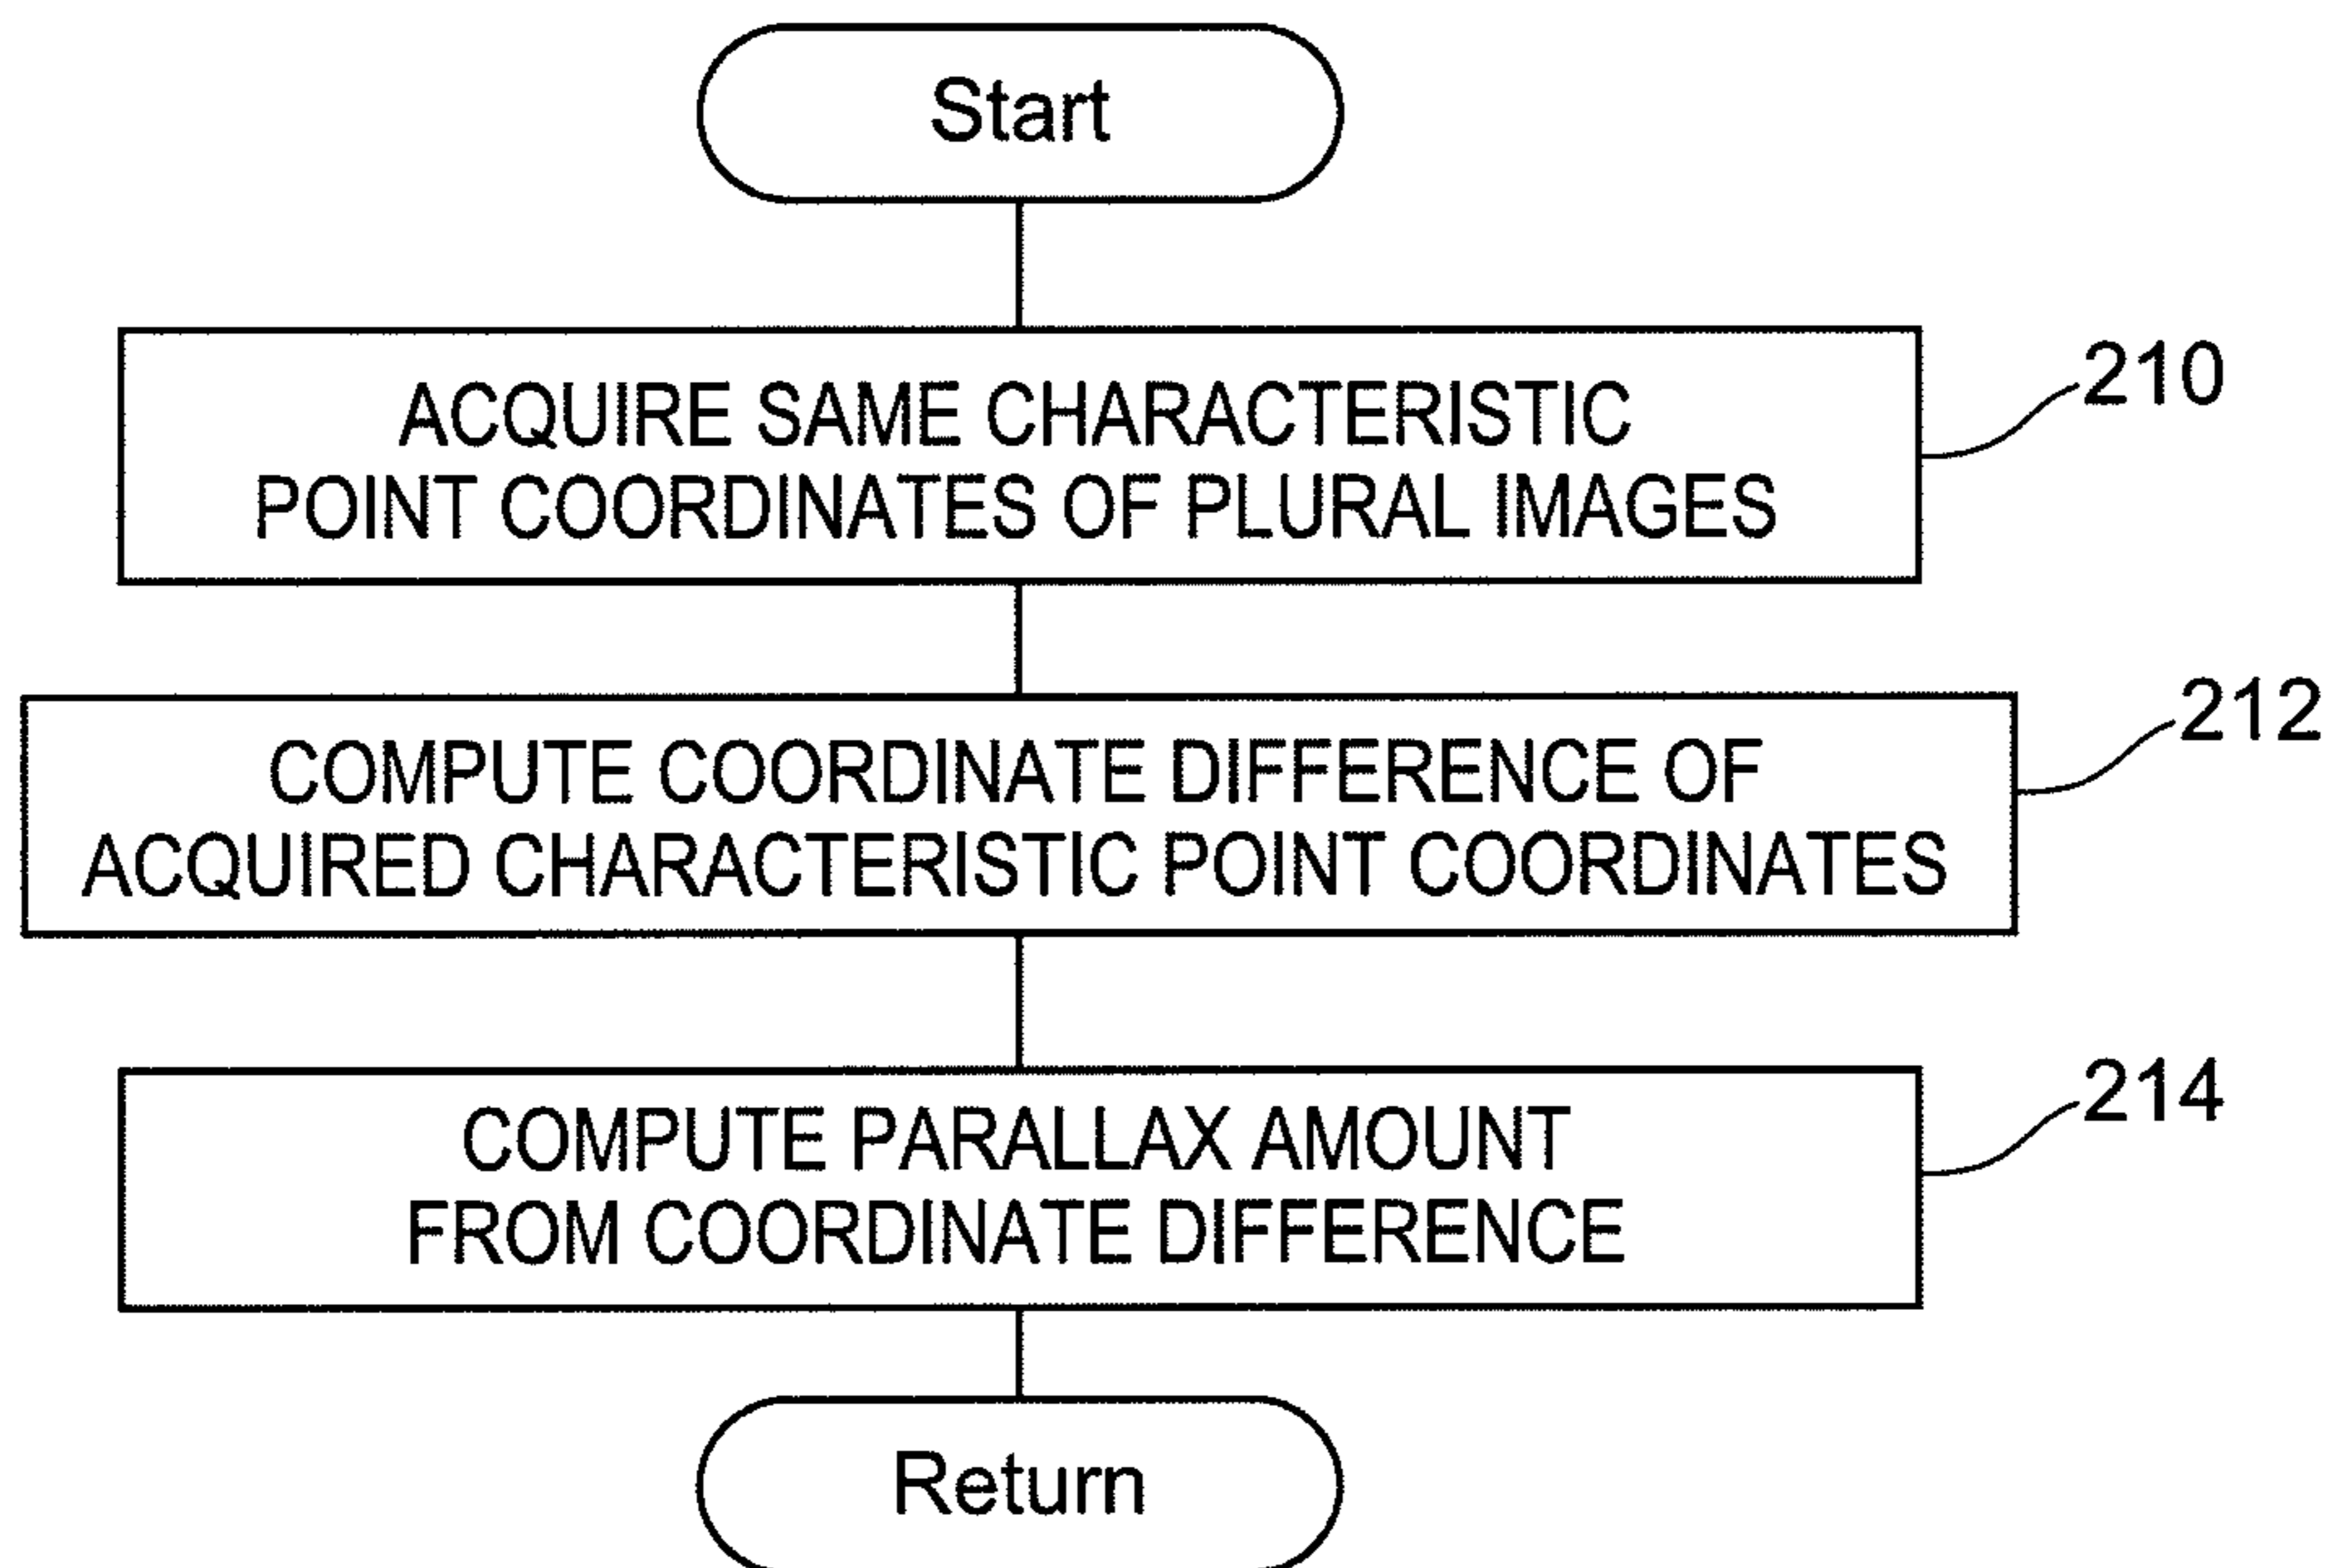 Start
ACQUIRE SAME CHARACTERISTIC
POINT COORDINATES OF PLURAL IMAGES
210
COMPUTE COORDINATE DIFFERENCE OF
ACQUIRED CHARACTERISTIC POINT COORDINATES
212
COMPUTE PARALLAX AMOUNT
FROM COORDINATE DIFFERENCE
214
Return